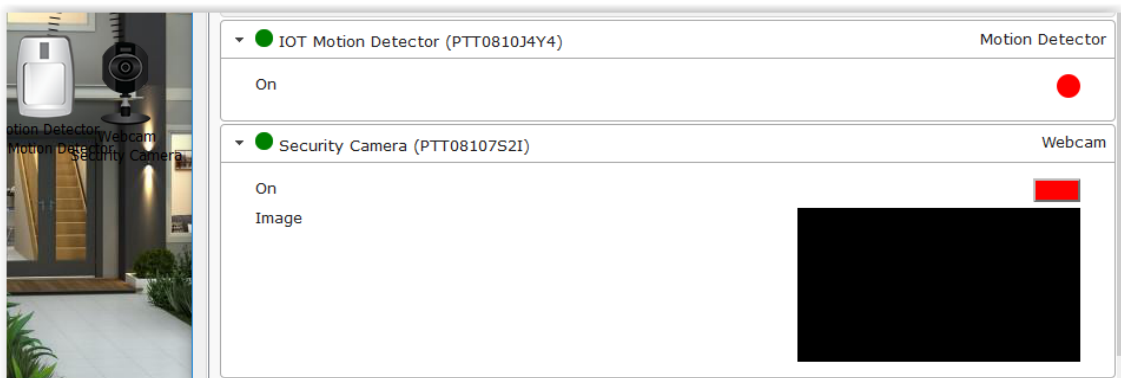 IOT Motion Detector (PTT0810J4Y4) Motion Detector
On
Security Camera (PTT08107S2I) Webcam
On
Image
otion Detector
Webcam
Motion Detector
Security Camera